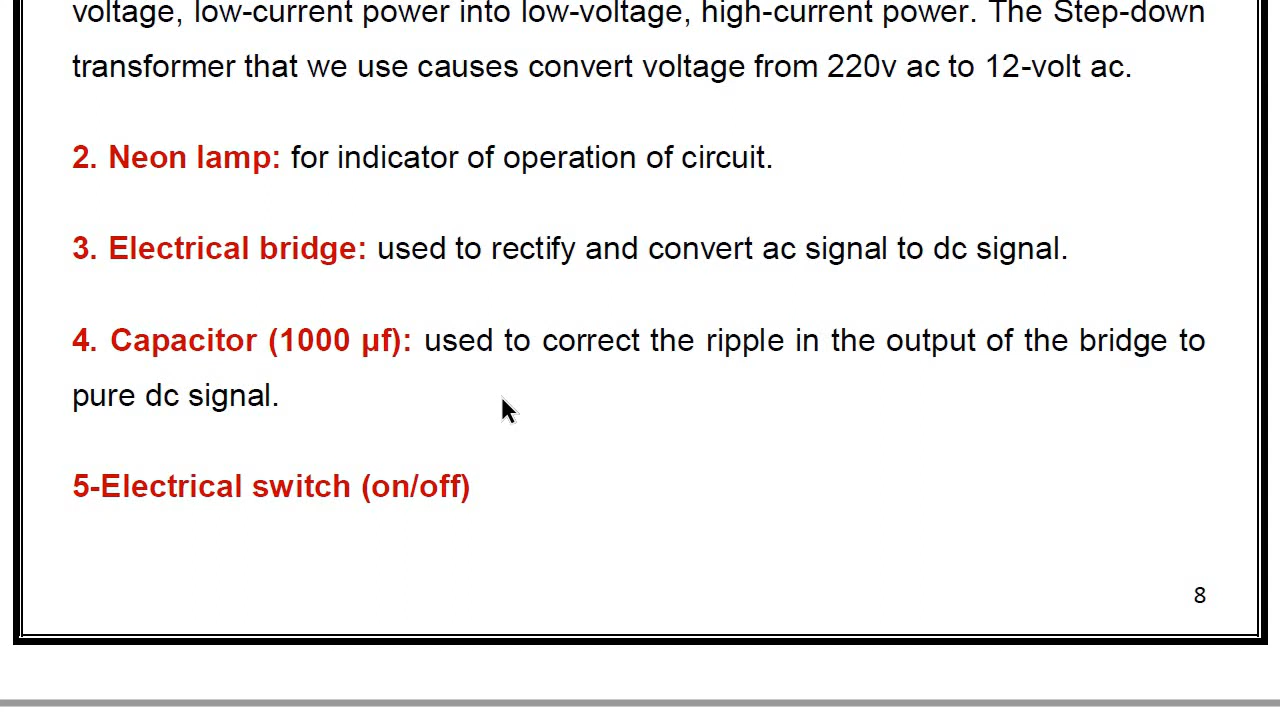 voltage, low-current power into low-voltage, high-current power. The Step-down
transformer that we use causes convert voltage from 220v ac to 12-volt ac.
2. Neon lamp: for indicator of operation of circuit.
3. Electrical bridge: used to rectify and convert ac signal to dc signal.
4. Capacitor (1000 µf): used to correct the ripple in the output of the bridge to
pure dc signal.
5-Electrical switch (on/off)
8